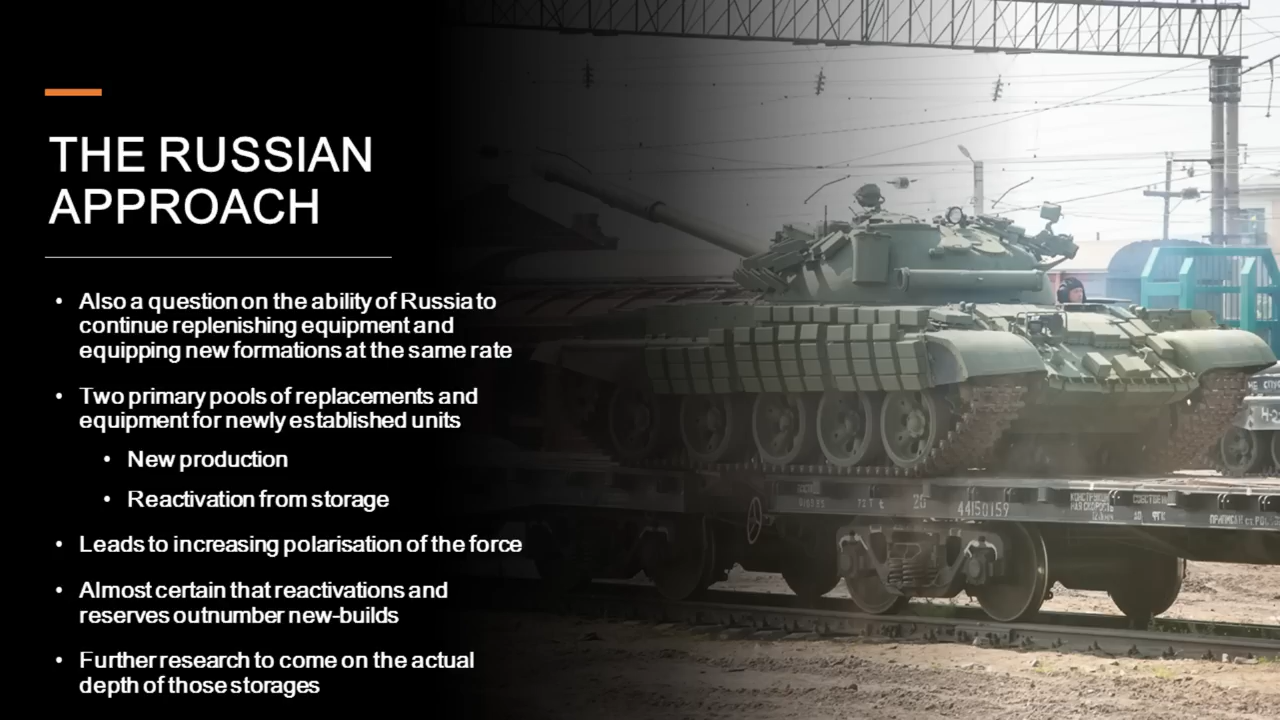 THE RUSSIAN
APPROACH
• Also a question on the ability of Russia to
continue replenishing equipment and
equipping new formations at the same rate
• Two primary pools of replacements and
equipment for newly established units
• New production
• Reactivation from storage
• Leads to increasing polarisation of the force
• Almost certain that reactivations and
reserves outnumber new-builds
• Further research to come on the actual
depth of those storages
44150159